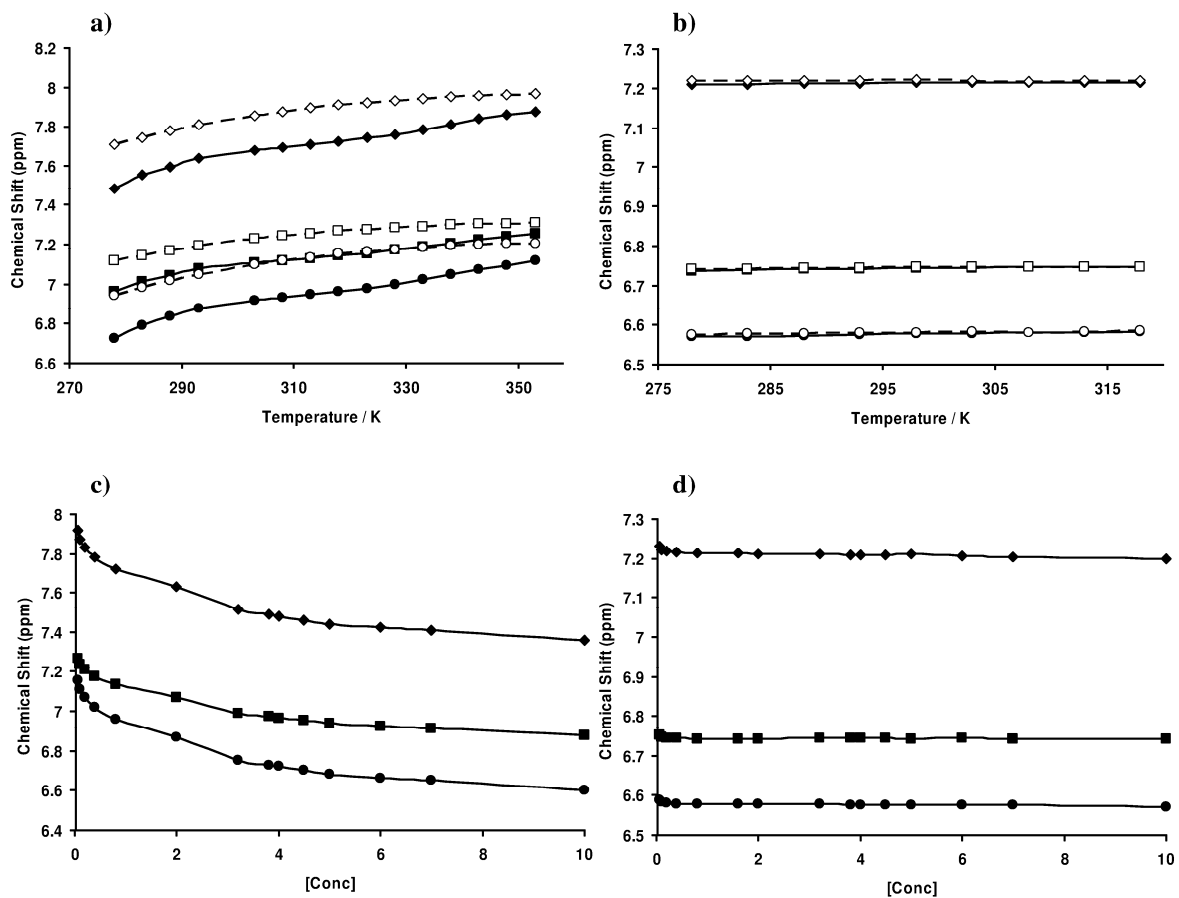 a)
8.2
8
7.8
7.6
7.4
7.2
7
6.8
6.6
Chemical Shift (ppm)
270 290 310 330 350
Temperature / K
b)
7.3
7.2
7.1
7
6.9
6.8
6.7
6.6
6.5
Chemical Shift (ppm)
275 285 295 305 315
Temperature / K
c)
8
7.8
7.6
7.4
7.2
7
6.8
6.6
6.4
Chemical Shift (ppm)
0 2 4 6 8 10
[Conc]
d)
7.3
7.2
7.1
7
6.9
6.8
6.7
6.6
6.5
Chemical Shift (ppm)
0 2 4 6 8 10
[Conc]